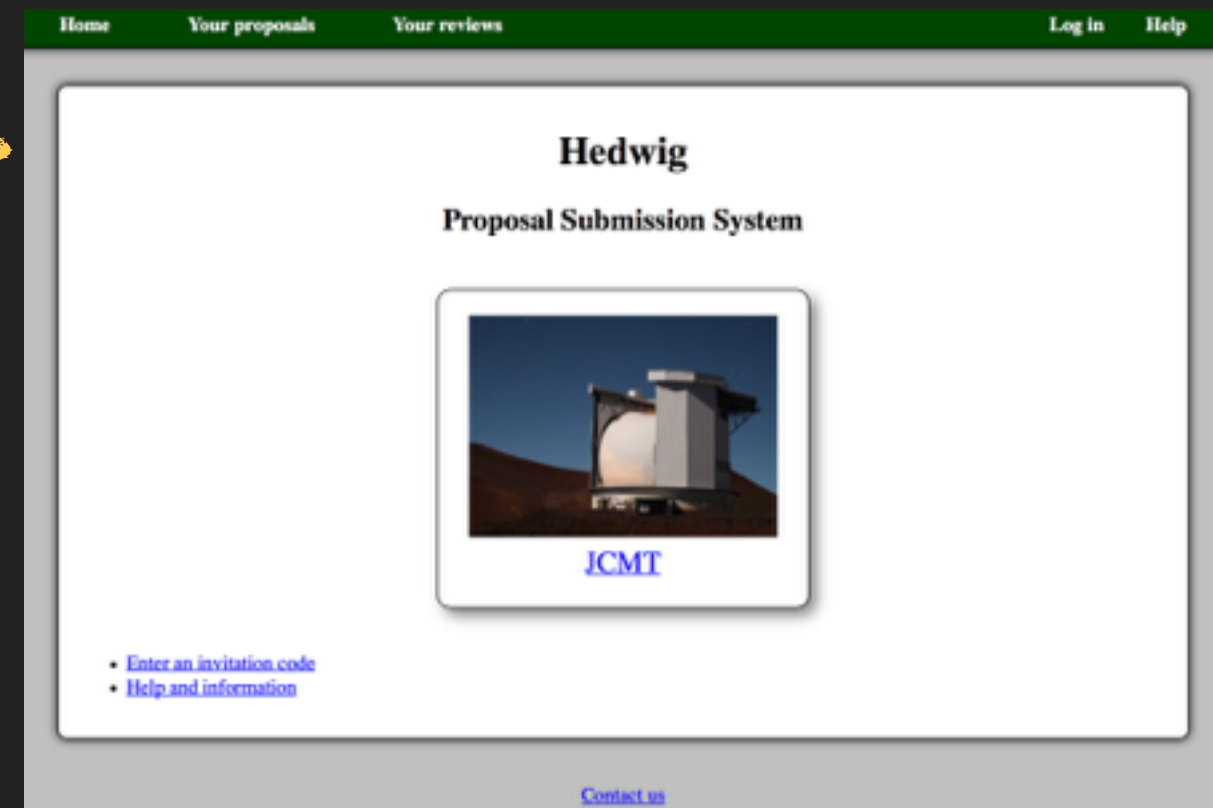 Home Your proposals Your reviews Log in Help
Hedwig
Proposal Submission System
JCMT
Enter an invitation code
Help and information
Contact us